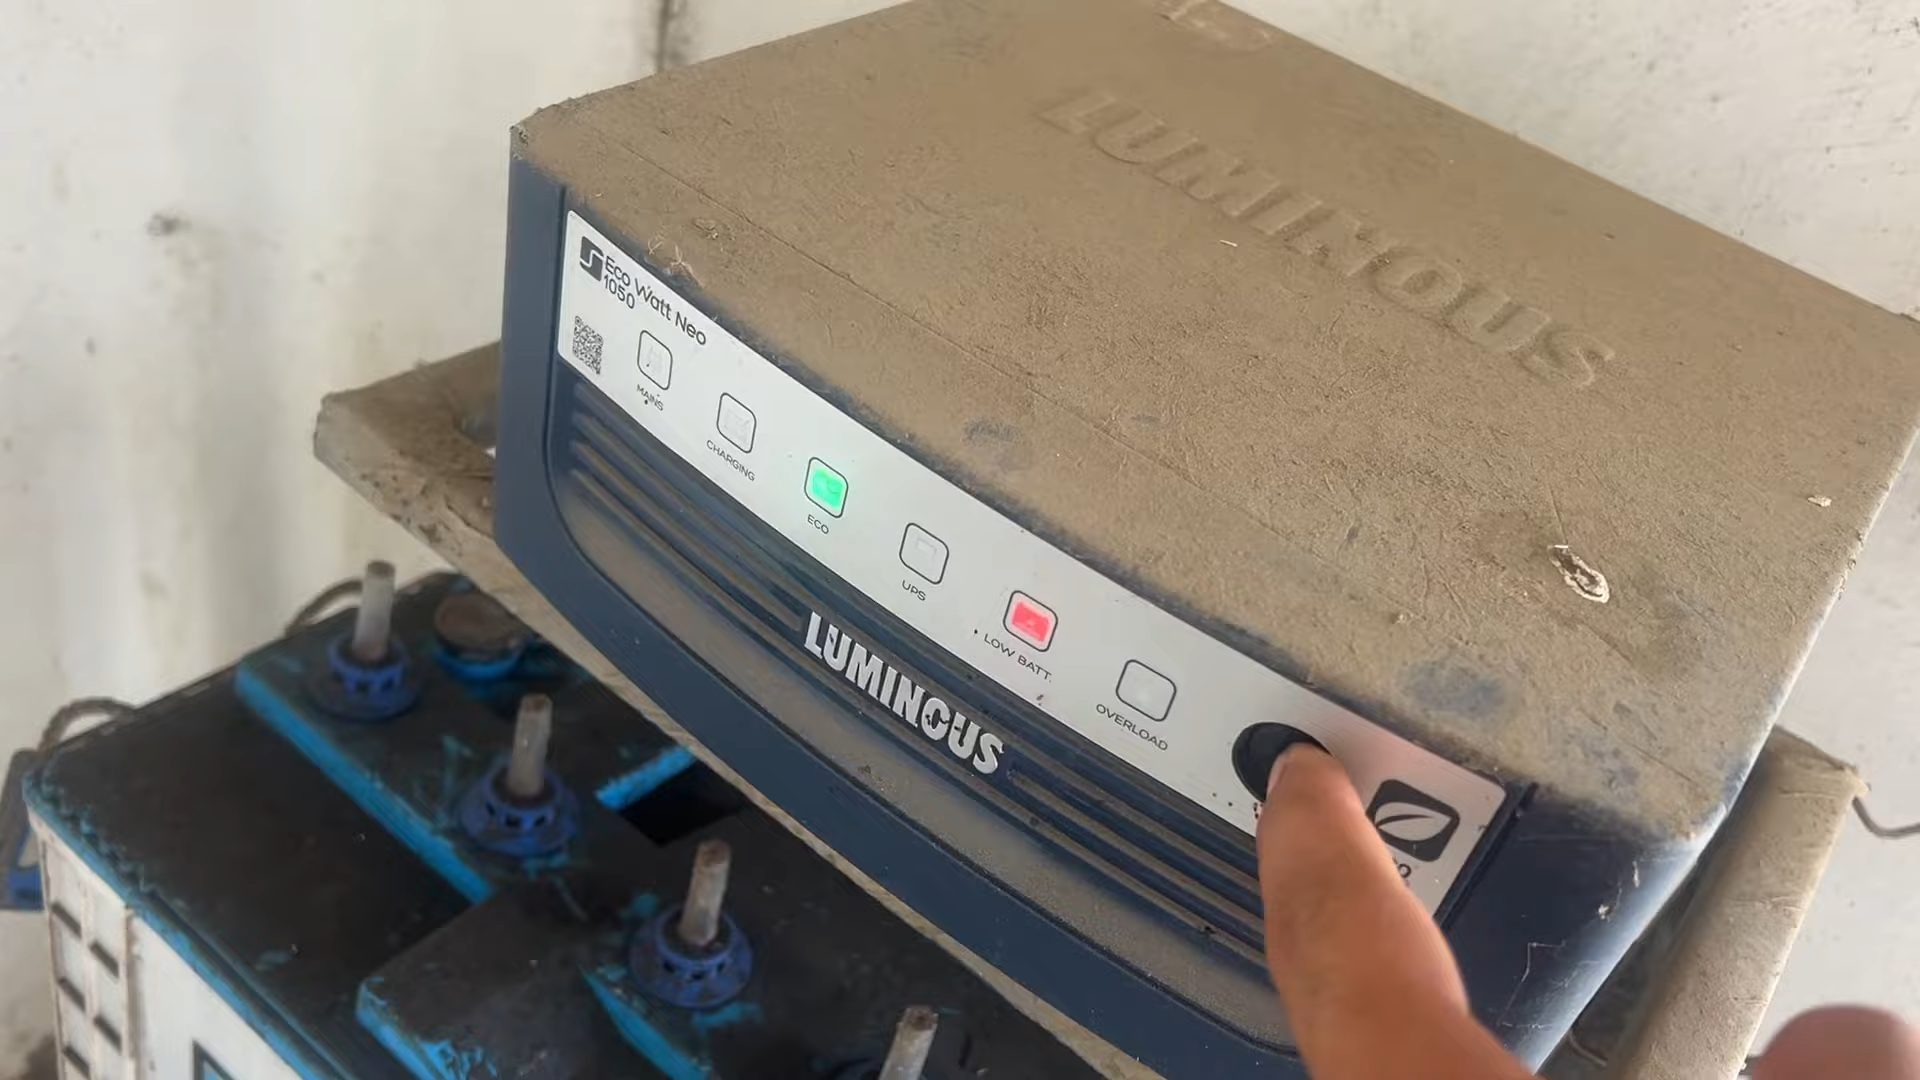 LUMINOUS
Eco Watt Neo
1050
MAINS
CHARGING
ECO
UPS
LOW BATT.
OVERLOAD
LUMINOUS